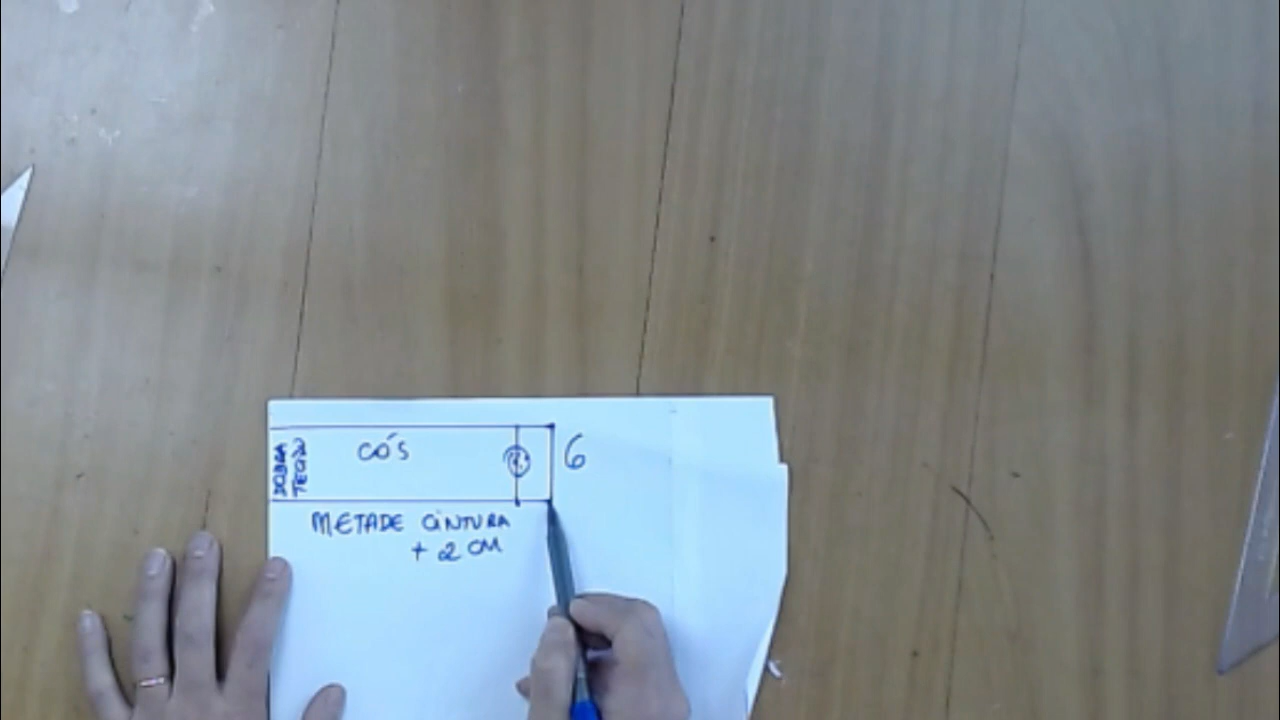 DOBRA
TECIDO
CÓS
6
METADE CINTURA
+ 2 CM